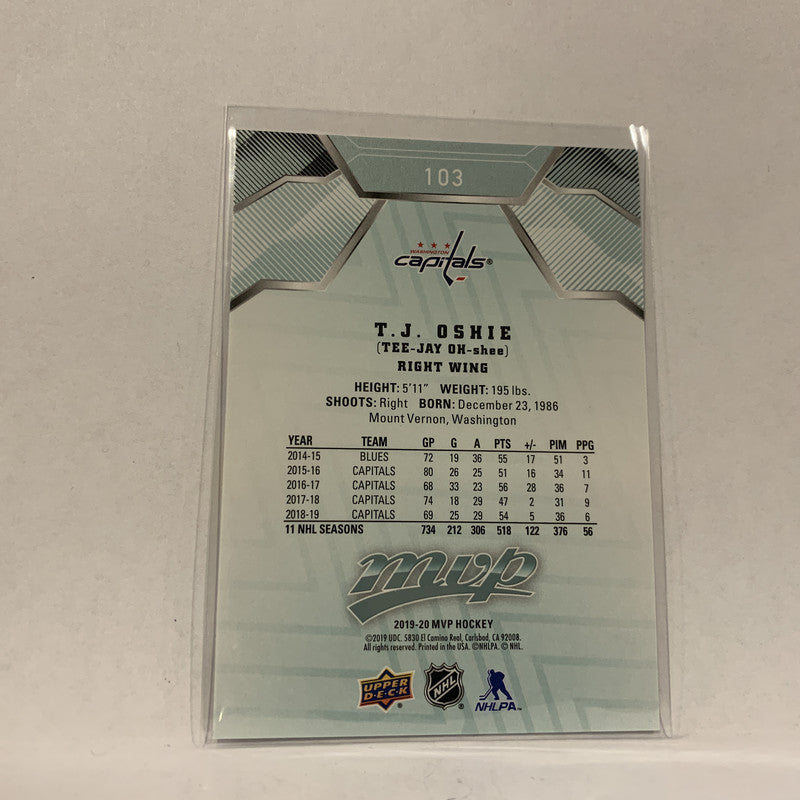 103
WASHINGTON
capitals®
T.J. OSHIE
(TEE-JAY OH-shee)
RIGHT WING
HEIGHT: 5'11" WEIGHT: 195 lbs.
SHOOTS: Right BORN: December 23, 1986
Mount Vernon, Washington
YEAR TEAM GP G A PTS +/- PIM PPG
2014-15 BLUES 72 19 36 55 17 51 3
2015-16 CAPITALS 80 26 25 51 16 34 11
2016-17 CAPITALS 68 33 23 56 28 36 7
2017-18 CAPITALS 74 18 29 47 2 31 9
2018-19 CAPITALS 69 25 29 54 5 36 6
11 NHL SEASONS 734 212 306 518 122 376 56
mvp
2019-20 MVP HOCKEY
©2019 UDC. 5830 El Camino Real, Carlsbad, CA 92008.
All rights reserved. Printed in the USA. ©NHLPA. © NHL.
UPPER DECK® NHL® NHLPA™